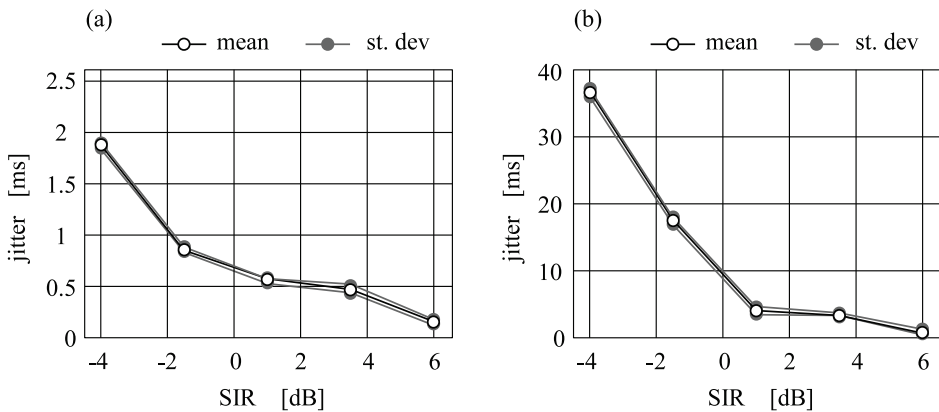 (a)
mean st. dev
2.5
2
1.5
1
0.5
0
jitter [ms]
-4 -2 0 2 4 6
SIR [dB]
(b)
mean st. dev
40
30
20
10
0
jitter [ms]
-4 -2 0 2 4 6
SIR [dB]